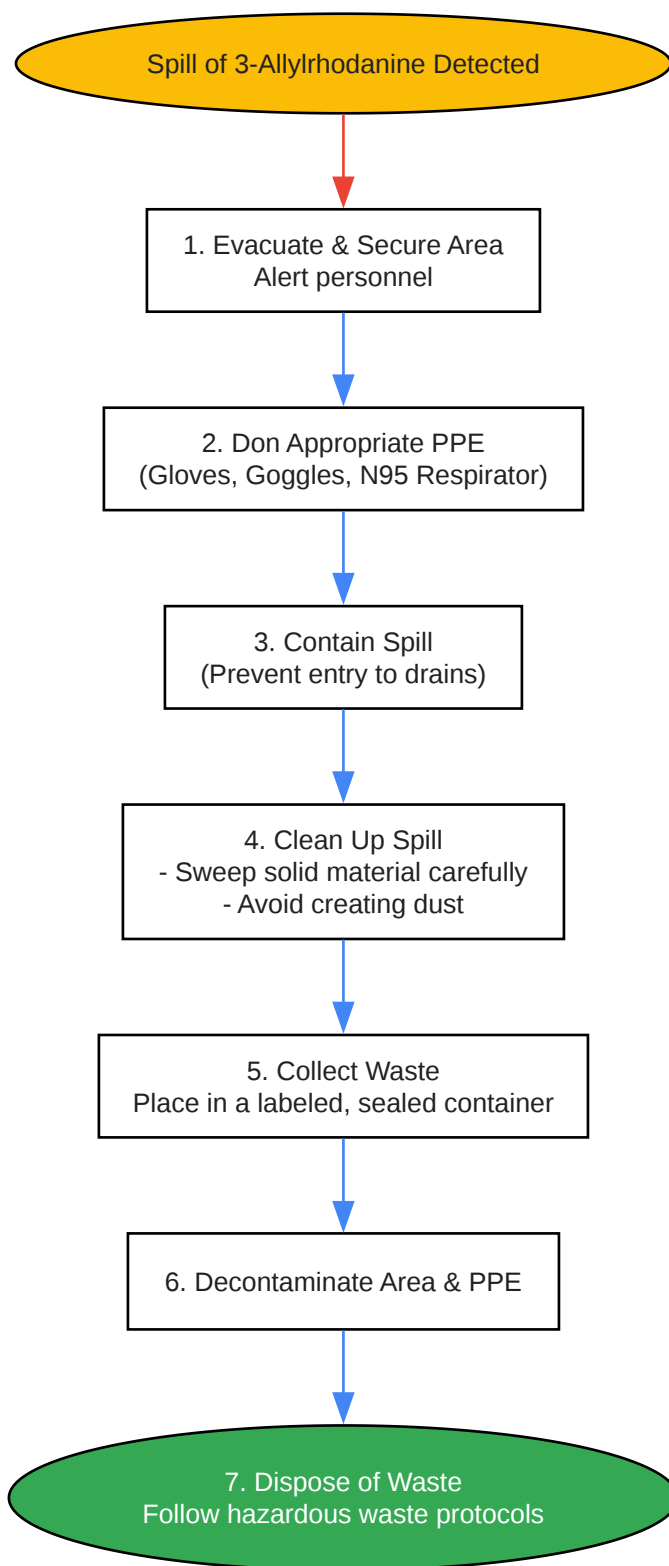 Spill of 3-Allylrhodanine Detected
1. Evacuate & Secure Area
Alert personnel
2. Don Appropriate PPE
(Gloves, Goggles, N95 Respirator)
3. Contain Spill
(Prevent entry to drains)
4. Clean Up Spill
- Sweep solid material carefully
- Avoid creating dust
5. Collect Waste
Place in a labeled, sealed container
6. Decontaminate Area & PPE
7. Dispose of Waste
Follow hazardous waste protocols